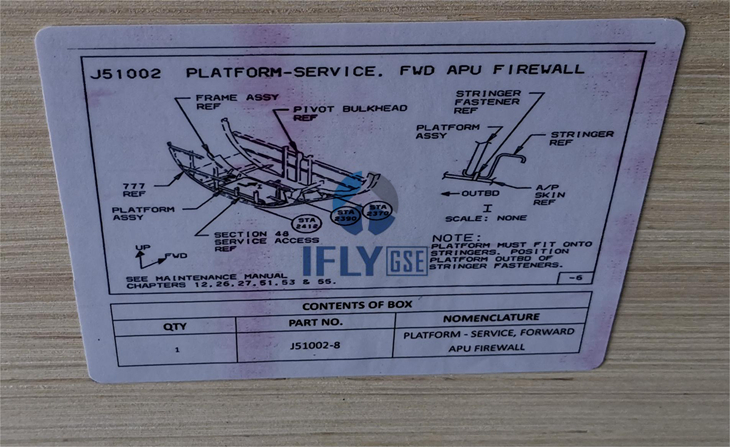 J51002 PLATFORM-SERVICE, FWD APU FIREWALL
FRAME ASSY
REF
PIVOT BULKHEAD
REF
STRINGER
FASTENER
REF
PLATFORM
ASSY
STRINGER
REF
777
REF
PLATFORM
ASSY
STA
2412
STA
2390
STA
2370
OUTBD
A/P
SKIN
REF
I
SCALE: NONE
SECTION 48
SERVICE ACCESS
REF
UP
FWD
NOTE:
PLATFORM MUST FIT ONTO
STRINGERS. POSITION
PLATFORM OUTBD OF
STRINGER FASTENERS.
IFLY GSE
SEE MAINTENANCE MANUAL
CHAPTERS 12,26,27,51,53 & 55.
-6
CONTENTS OF BOX
QTY PART NO. NOMENCLATURE
1 J51002-8 PLATFORM - SERVICE, FORWARD
APU FIREWALL